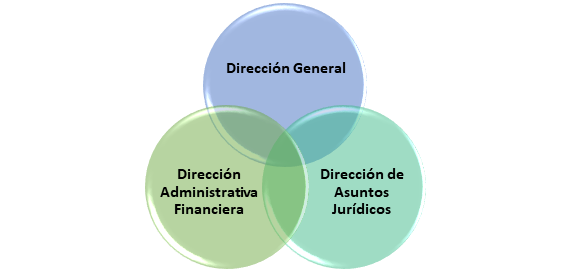 Dirección General
Dirección
Administrativa
Financiera
Dirección de
Asuntos
Jurídicos